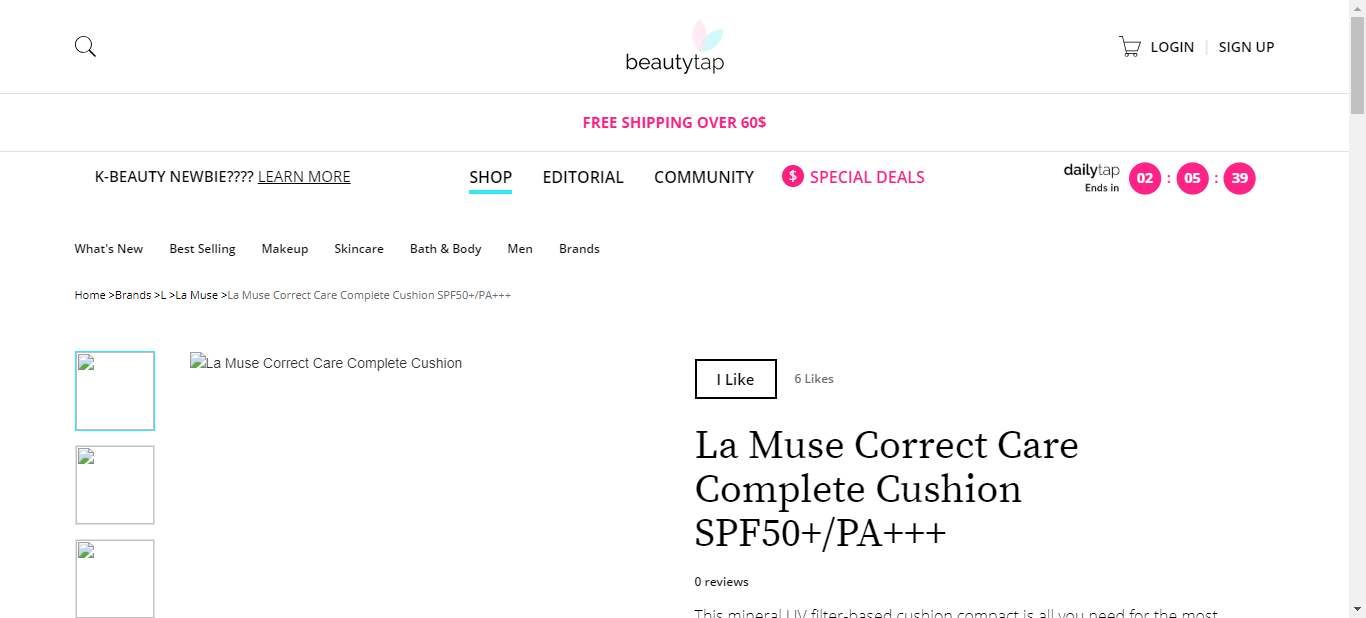 beautytap
LOGIN | SIGN UP
FREE SHIPPING OVER 60$
K-BEAUTY NEWBIE???? LEARN MORE
SHOP EDITORIAL COMMUNITY $ SPECIAL DEALS
dailytap
Ends in
02 : 05 : 39
What's New Best Selling Makeup Skincare Bath & Body Men Brands
Home >Brands >L >La Muse >La Muse Correct Care Complete Cushion SPF50+/PA+++
La Muse Correct Care Complete Cushion
I Like 6 Likes
La Muse Correct Care
Complete Cushion
SPF50+/PA+++
0 reviews
This mineral UV filter-based cushion compact is all you need for the most